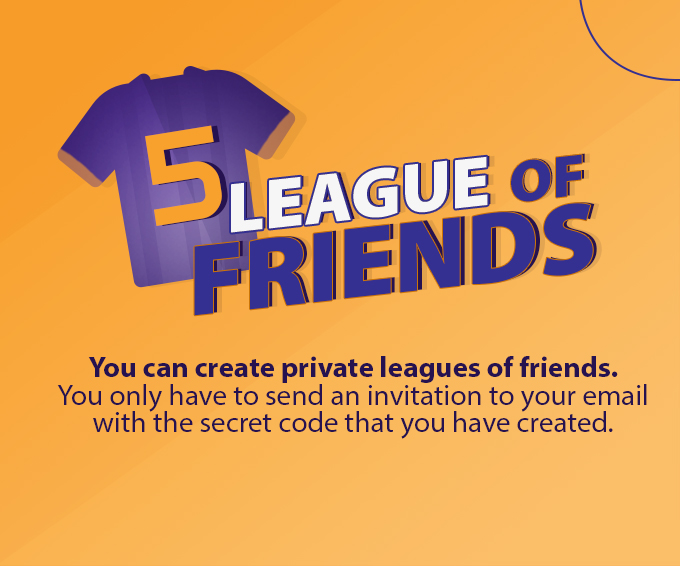 5
LEAGUE OF
FRIENDS
You can create private leagues of friends.
You only have to send an invitation to your email
with the secret code that you have created.